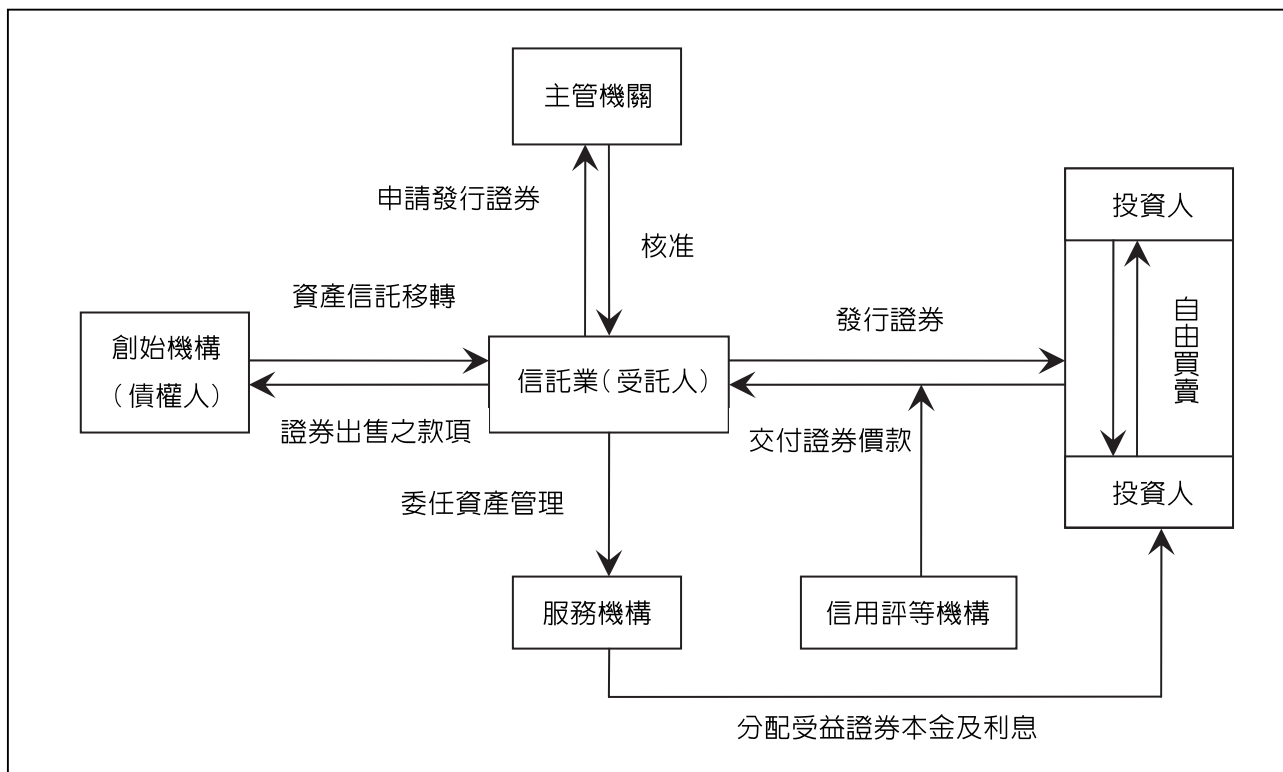 主管機關
申請發行證券
核准
投資人
資產信託移轉
自由買賣
發行證券
創始機構
（債權人）
信託業（受託人）
證券出售之款項
交付證券價款
委任資產管理
投資人
服務機構
信用評等機構
分配受益證券本金及利息